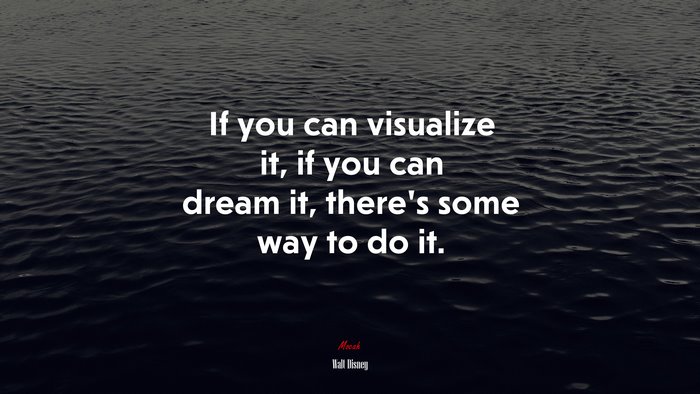 If you can visualize
it, if you can
dream it, there's some
way to do it.
Mocah
Walt Disney